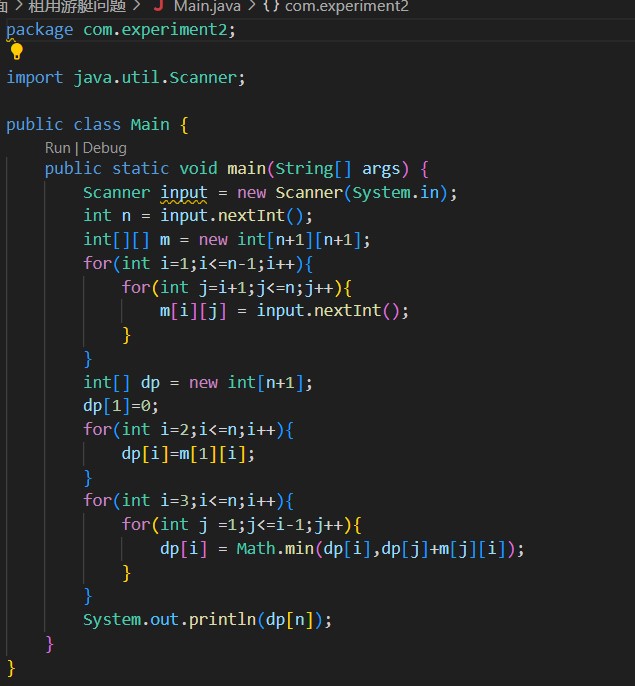 面 > 租用游艇问题 > J Main.java > {} com.experiment2
package com.experiment2;
import java.util.Scanner;
public class Main {
Run | Debug
public static void main(String[] args) {
Scanner input = new Scanner(System.in);
int n = input.nextInt();
int[][] m = new int[n+1][n+1];
for(int i=1;i<=n-1;i++){
for(int j=i+1;j<=n;j++){
m[i][j] = input.nextInt();
}
}
int[] dp = new int[n+1];
dp[1]=0;
for(int i=2;i<=n;i++){
dp[i]=m[1][i];
}
for(int i=3;i<=n;i++){
for(int j =1;j<=i-1;j++){
dp[i] = Math.min(dp[i],dp[j]+m[j][i]);
}
}
System.out.println(dp[n]);
}
}